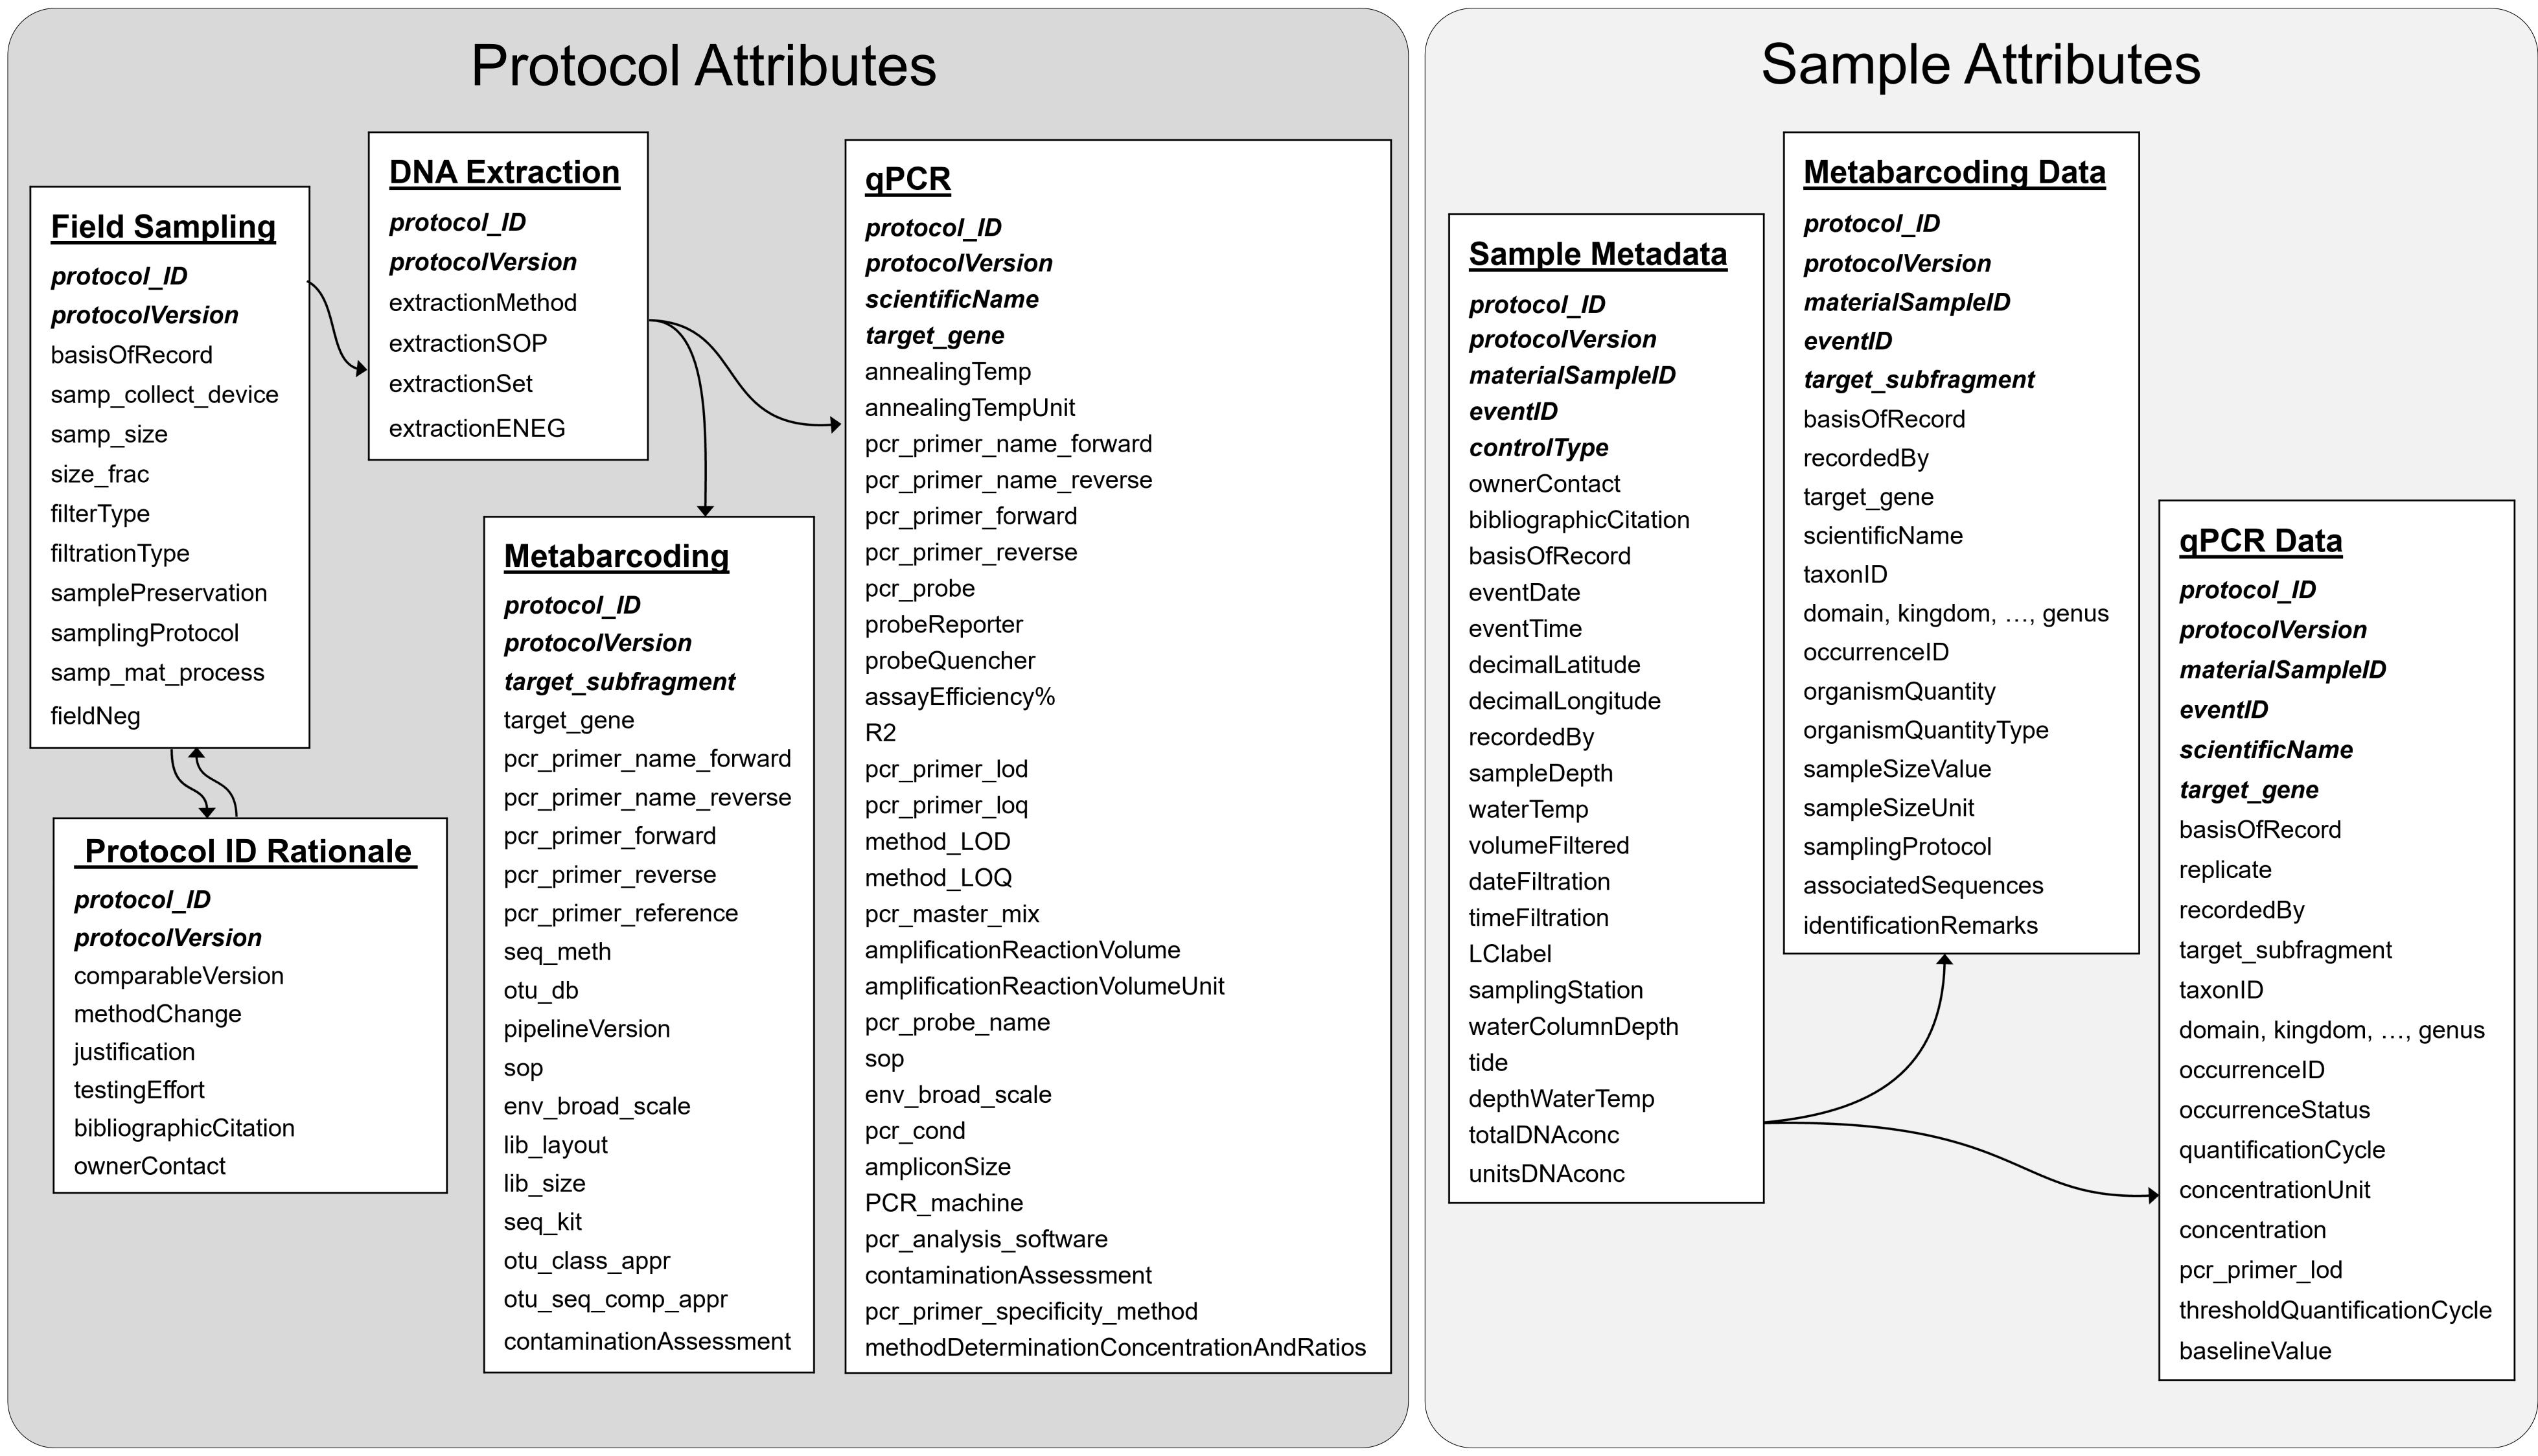 Protocol Attributes
Field Sampling
protocol_ID
protocolVersion
basisOfRecord
samp_collect_device
samp_size
size_frac
filterType
filtrationType
samplePreservation
samplingProtocol
samp_mat_process
fieldNeg
Protocol ID Rationale
protocol_ID
protocolVersion
comparableVersion
methodChange
justification
testingEffort
bibliographicCitation
ownerContact
DNA Extraction
protocol_ID
protocolVersion
extractionMethod
extractionSOP
extractionSet
extractionENEG
Metabarcoding
protocol_ID
protocolVersion
target_subfragment
target_gene
pcr_primer_name_forward
pcr_primer_name_reverse
pcr_primer_forward
pcr_primer_reverse
pcr_primer_reference
seq_meth
otu_db
pipelineVersion
sop
env_broad_scale
lib_layout
lib_size
seq_kit
otu_class_appr
otu_seq_comp_appr
contaminationAssessment
qPCR
protocol_ID
protocolVersion
scientificName
target_gene
annealingTemp
annealingTempUnit
pcr_primer_name_forward
pcr_primer_name_reverse
pcr_primer_forward
pcr_primer_reverse
pcr_probe
probeReporter
probeQuencher
assayEfficiency%
R2
pcr_primer_lod
pcr_primer_loq
method_LOD
method_LOQ
pcr_master_mix
amplificationReactionVolume
amplificationReactionVolumeUnit
pcr_probe_name
sop
env_broad_scale
pcr_cond
ampliconSize
PCR_machine
pcr_analysis_software
contaminationAssessment
pcr_primer_specificity_method
methodDeterminationConcentrationAndRatios
Sample Attributes
Sample Metadata
protocol_ID
protocolVersion
materialSampleID
eventID
controlType
ownerContact
bibliographicCitation
basisOfRecord
eventDate
eventTime
decimalLatitude
decimalLongitude
recordedBy
sampleDepth
waterTemp
volumeFiltered
dateFiltration
timeFiltration
LClabel
samplingStation
waterColumnDepth
tide
depthWaterTemp
totalDNAconc
unitsDNAconc
Metabarcoding Data
protocol_ID
protocolVersion
materialSampleID
eventID
target_subfragment
basisOfRecord
recordedBy
target_gene
scientificName
taxonID
domain, kingdom, …, genus
occurrenceID
organismQuantity
organismQuantityType
sampleSizeValue
sampleSizeUnit
samplingProtocol
associatedSequences
identificationRemarks
qPCR Data
protocol_ID
protocolVersion
materialSampleID
eventID
scientificName
target_gene
basisOfRecord
replicate
recordedBy
target_subfragment
taxonID
domain, kingdom, …, genus
occurrenceID
occurrenceStatus
quantificationCycle
concentrationUnit
concentration
pcr_primer_lod
thresholdQuantificationCycle
baselineValue